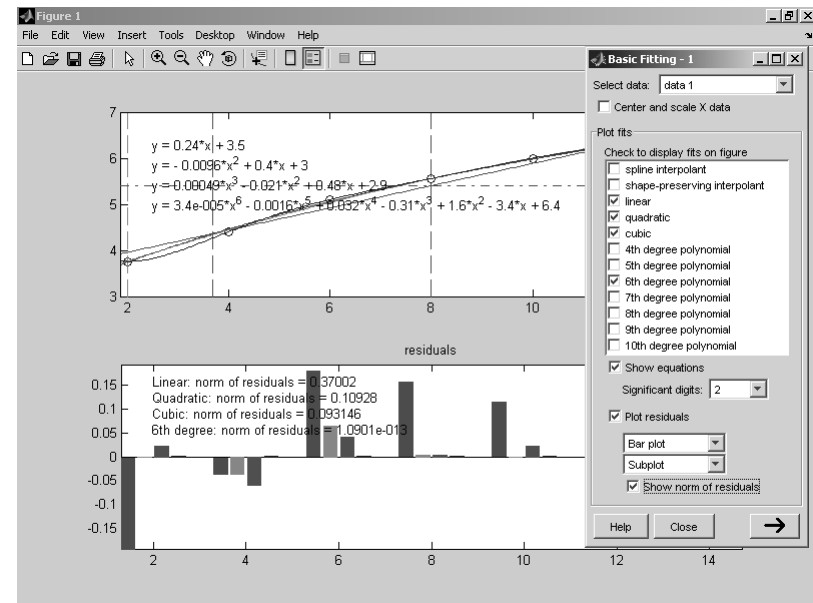 Figure 1
File Edit View Insert Tools Desktop Window Help
7
6
5
4
3
y = 0.24*x + 3.5
y = - 0.0096*x2 + 0.4*x + 3
y = 0.00049*x3 - 0.021*x2 + 0.48*x + 2.9
y = 3.4e-005*x6 - 0.0016*x5 + 0.032*x4 - 0.31*x3 + 1.6*x2 - 3.4*x + 6.4
2 4 6 8 10
residuals
0.15
0.1
0.05
0
-0.05
-0.1
-0.15
Linear: norm of residuals = 0.37002
Quadratic: norm of residuals = 0.10928
Cubic: norm of residuals = 0.093146
6th degree: norm of residuals = 1.0901e-013
2 4 6 8 10 12 14
Basic Fitting - 1
Select data: data 1
Center and scale X data
Plot fits
Check to display fits on figure
spline interpolant
shape-preserving interpolant
linear
quadratic
cubic
4th degree polynomial
5th degree polynomial
6th degree polynomial
7th degree polynomial
8th degree polynomial
9th degree polynomial
10th degree polynomial
Show equations
Significant digits: 2
Plot residuals
Bar plot
Subplot
Show norm of residuals
Help Close